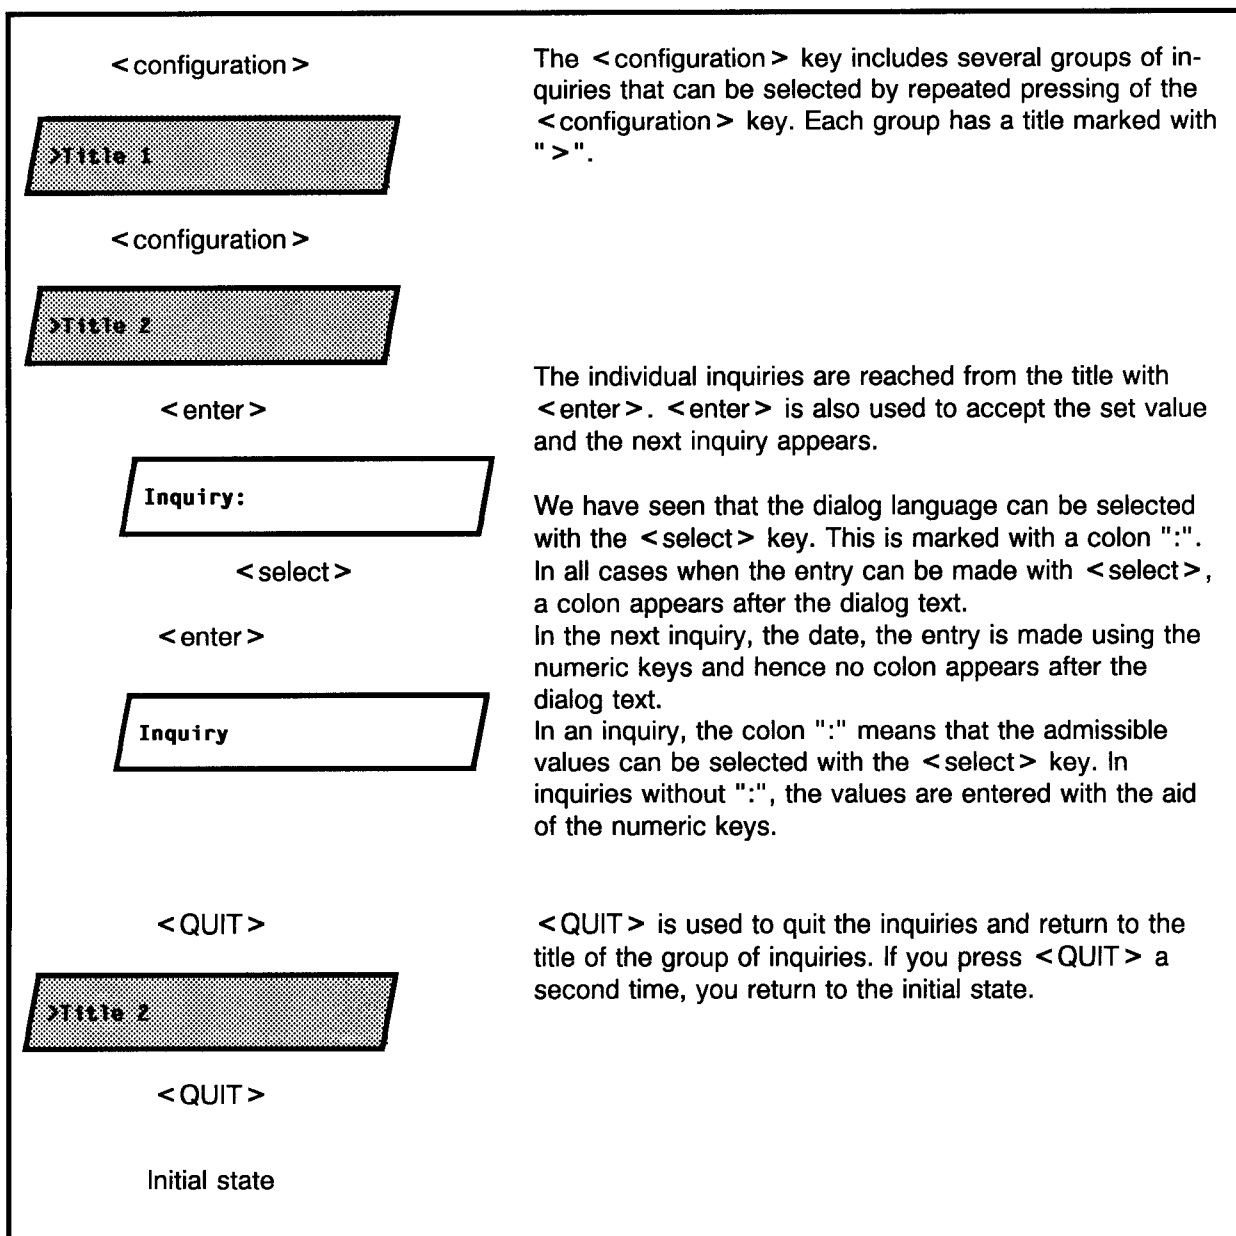 <configuration>
The <configuration> key includes several groups of in-
quiries that can be selected by repeated pressing of the
<configuration> key. Each group has a title marked with
">".
>Title 1
<configuration>
>Title 2
The individual inquiries are reached from the title with
<enter>. <enter> is also used to accept the set value
and the next inquiry appears.
<enter>
Inquiry:
We have seen that the dialog language can be selected
with the <select> key. This is marked with a colon ":".
In all cases when the entry can be made with <select>,
a colon appears after the dialog text.
<select>
<enter>
In the next inquiry, the date, the entry is made using the
numeric keys and hence no colon appears after the
dialog text.
Inquiry
In an inquiry, the colon ":" means that the admissible
values can be selected with the <select> key. In
inquiries without ":", the values are entered with the aid
of the numeric keys.
<QUIT>
<QUIT> is used to quit the inquiries and return to the
title of the group of inquiries. If you press <QUIT> a
second time, you return to the initial state.
>Title 2
<QUIT>
Initial state